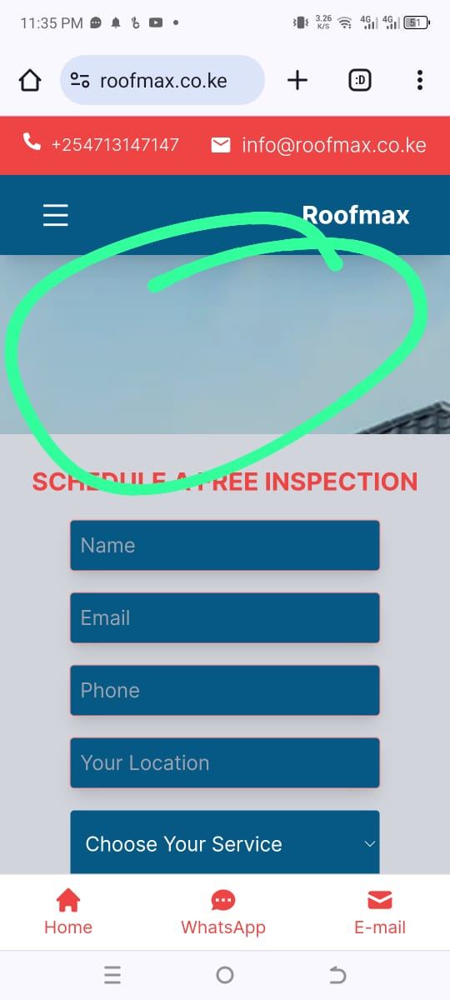 11:35 PM
3.26 K/S 4G 4G 51
roofmax.co.ke :D
+254713147147 info@roofmax.co.ke
Roofmax
SCHEDULE A FREE INSPECTION
Name
Email
Phone
Your Location
Choose Your Service
Home WhatsApp E-mail